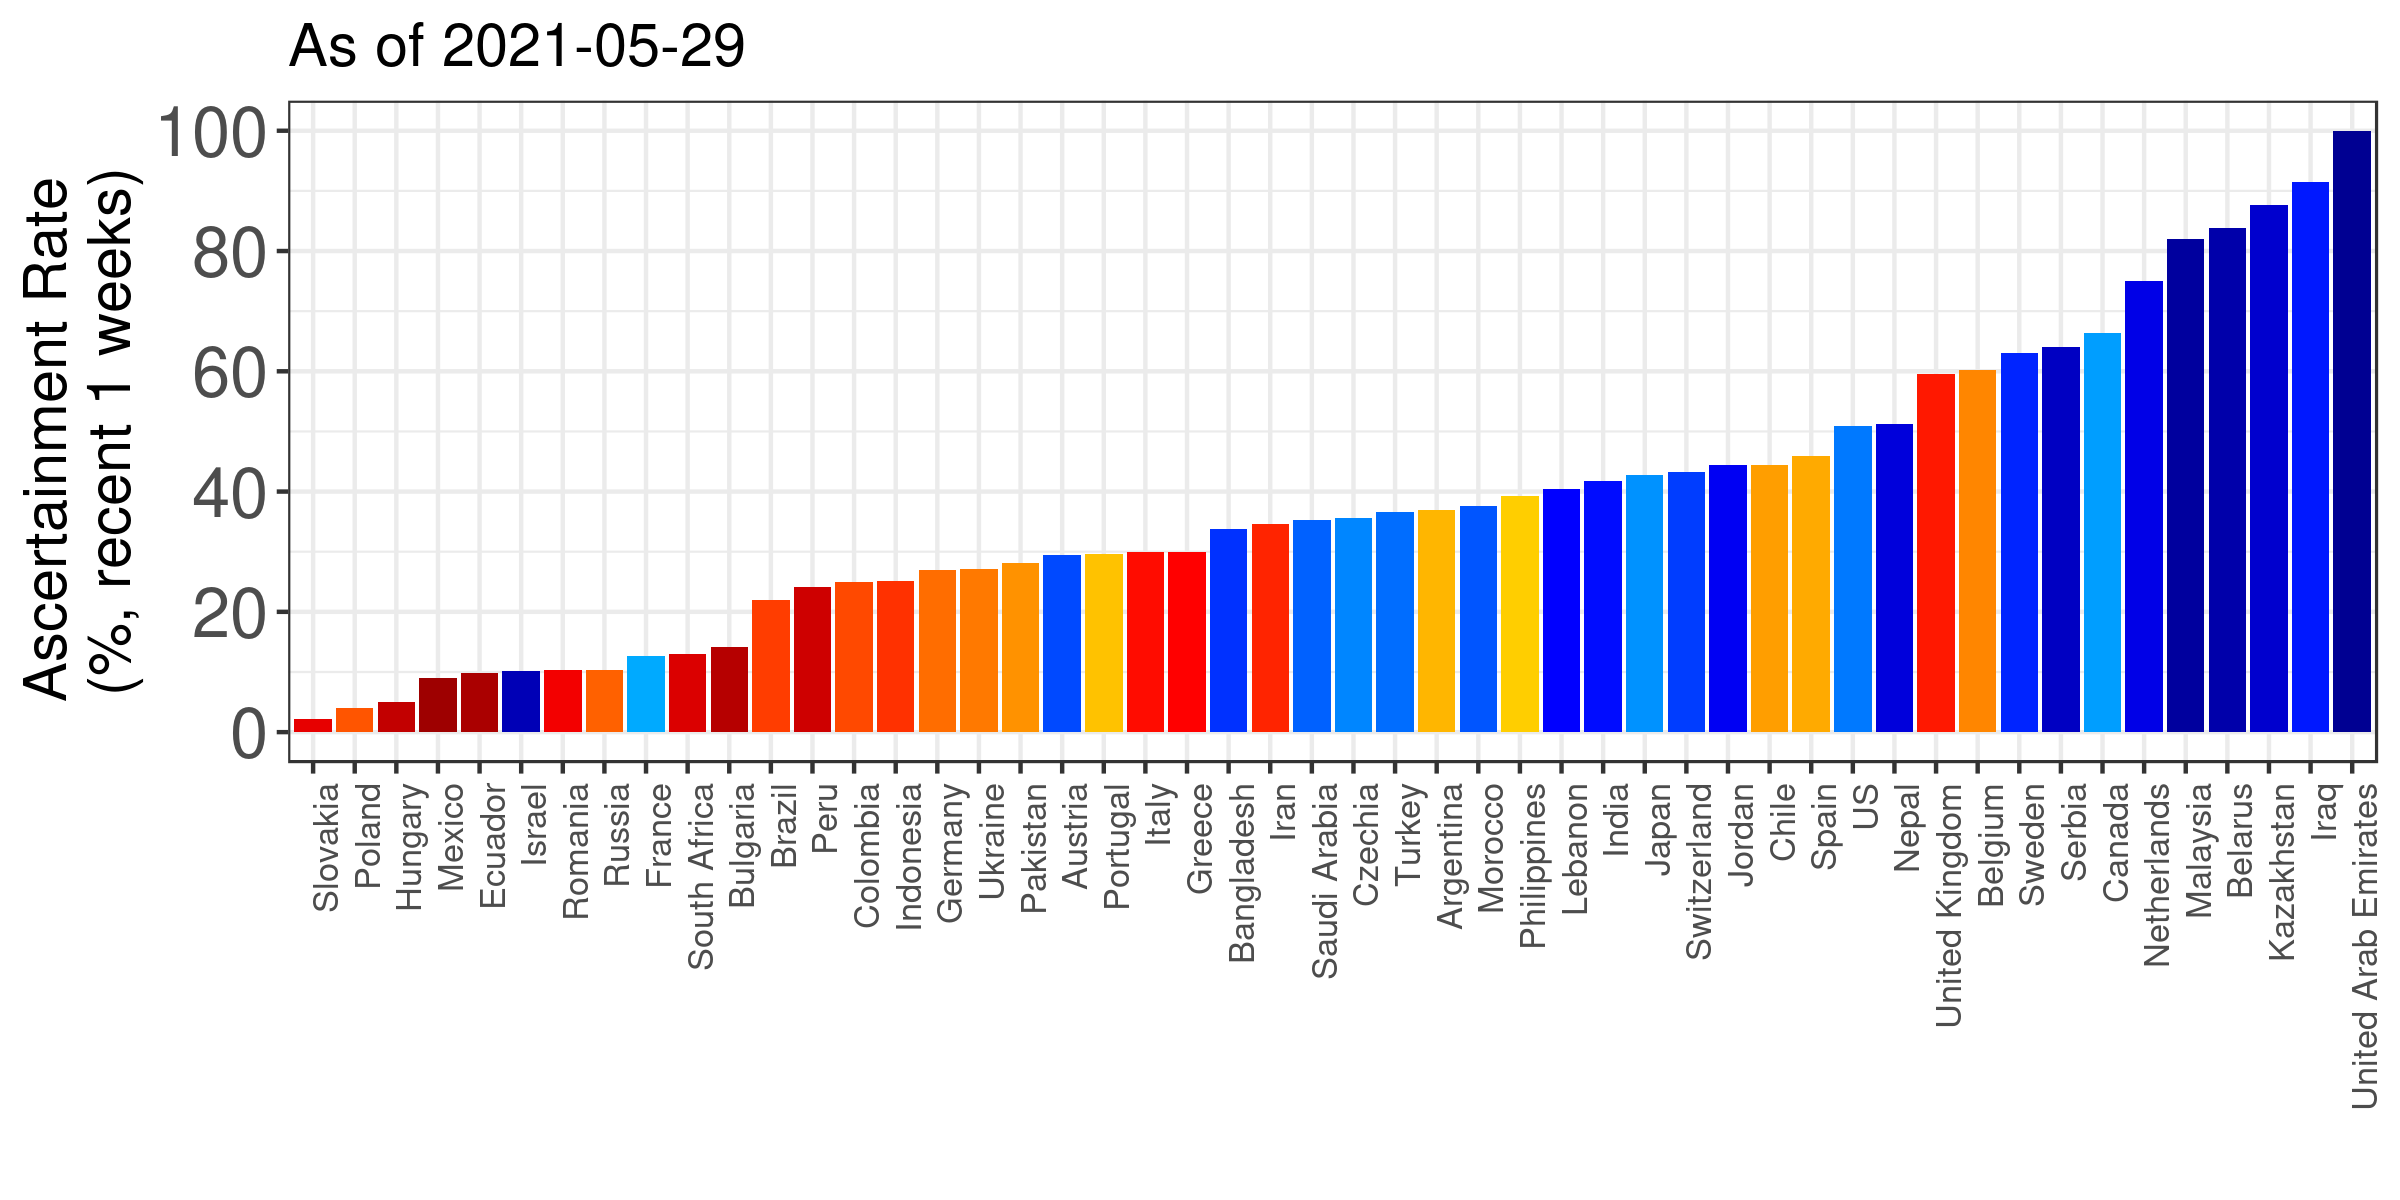 As of 2021-05-29
Ascertainment Rate
(%, recent 1 weeks)
100
80
60
40
20
0
Slovakia
Poland
Hungary
Mexico
Ecuador
Israel
Romania
Russia
France
South Africa
Bulgaria
Brazil
Peru
Colombia
Indonesia
Germany
Ukraine
Pakistan
Austria
Portugal
Italy
Greece
Bangladesh
Iran
Saudi Arabia
Czechia
Turkey
Argentina
Morocco
Philippines
Lebanon
India
Japan
Switzerland
Jordan
Chile
Spain
US
Nepal
United Kingdom
Belgium
Sweden
Serbia
Canada
Netherlands
Malaysia
Belarus
Kazakhstan
Iraq
United Arab Emirates